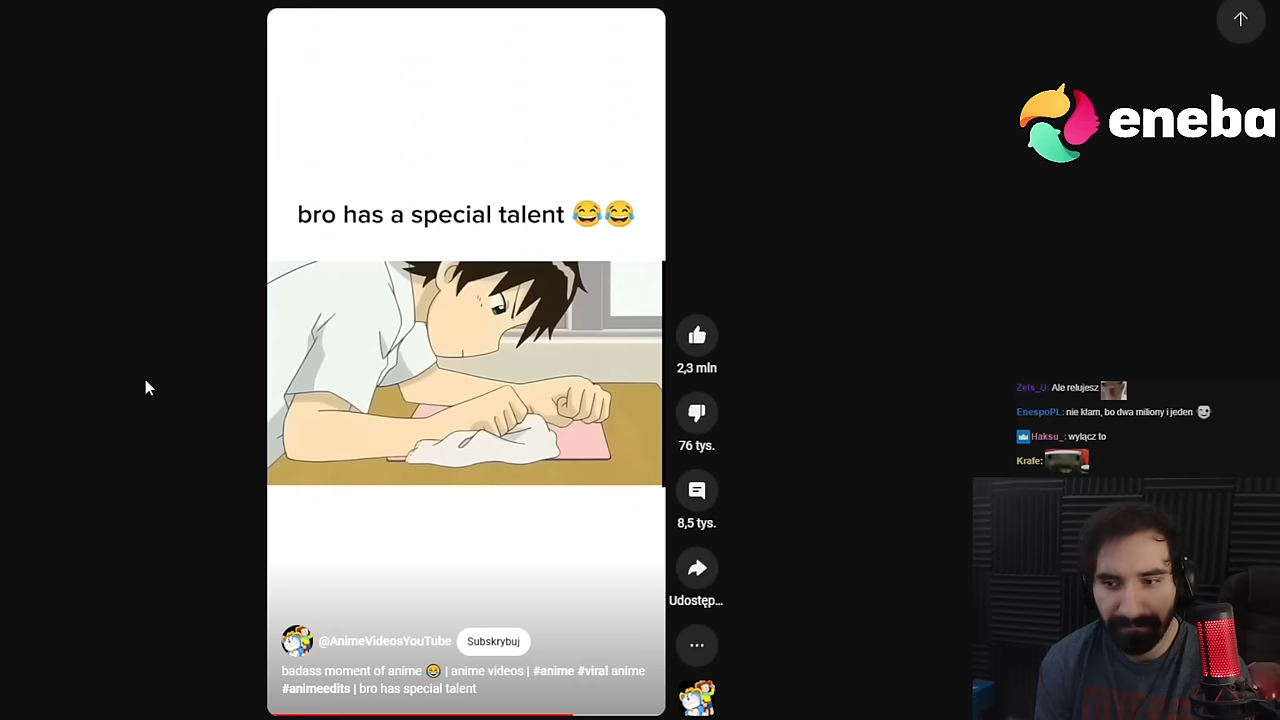 eneba
bro has a special talent 😂😂
2,3 mln
76 tys.
8,5 tys.
Udostęp...
@AnimeVideosYouTube
Subskrybuj
badass moment of anime 😂 | anime videos | #anime #viral anime
#animeedits | bro has special talent
Zeis_U: Ale relujesz
EnespoPL: nie kłam, bo dwa miliony i jeden
Haksu_: wyłącz to
Krafe: